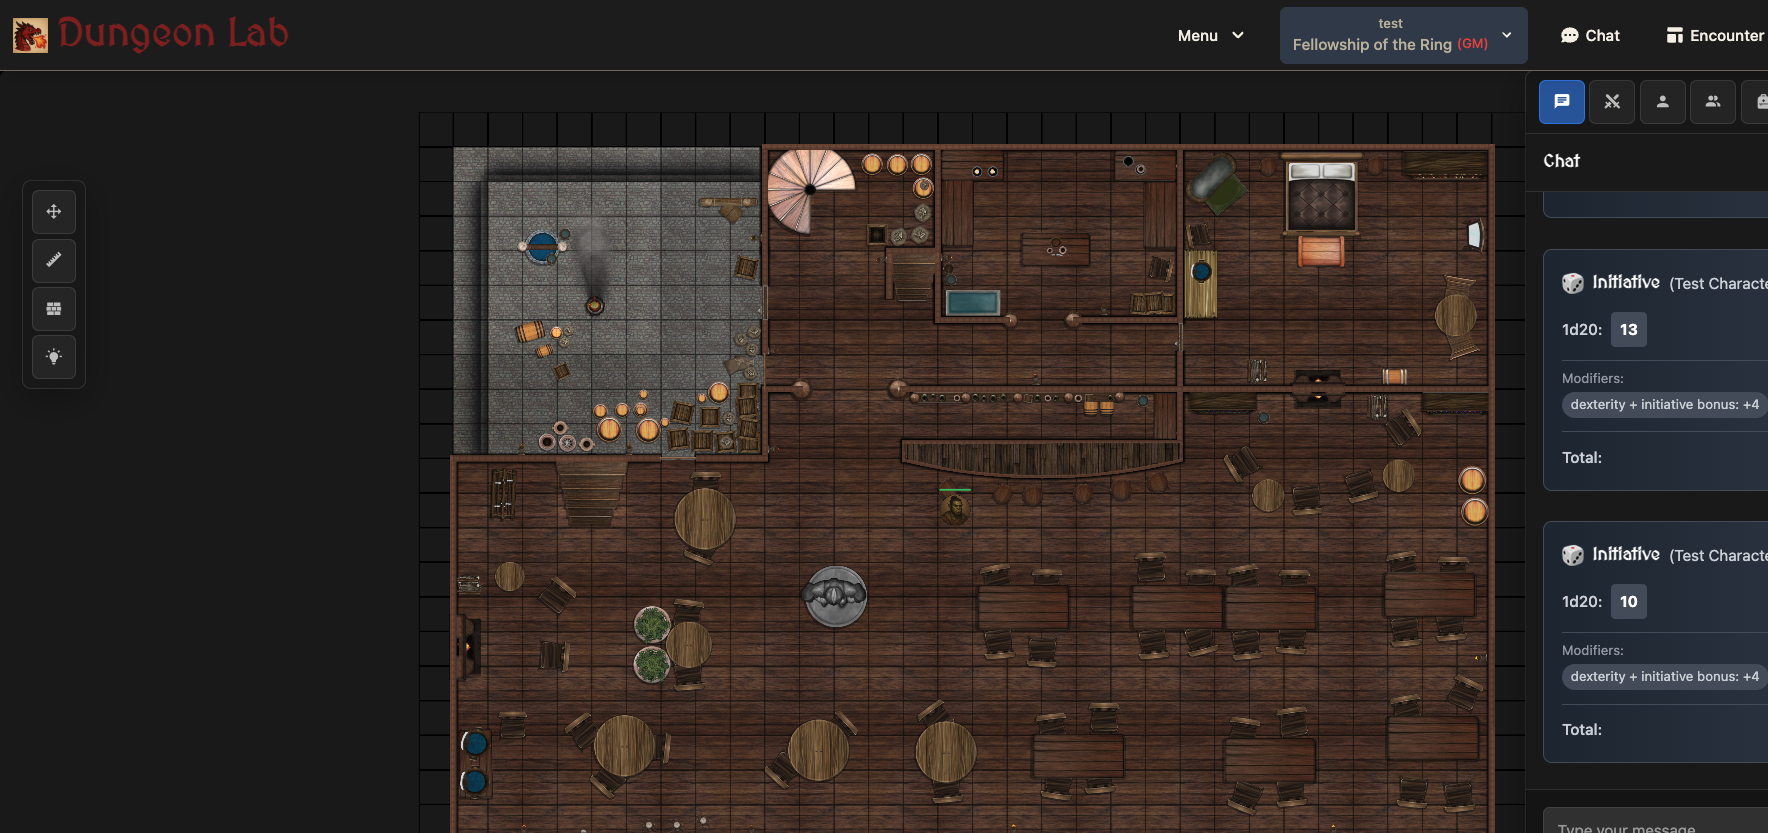 Dungeon Lab
Menu
test
Fellowship of the Ring (GM)
Chat
Encounter
Chat
Initiative (Test Characte
1d20: 13
Modifiers:
dexterity + initiative bonus: +4
Total:
Initiative (Test Characte
1d20: 10
Modifiers:
dexterity + initiative bonus: +4
Total:
Type your message